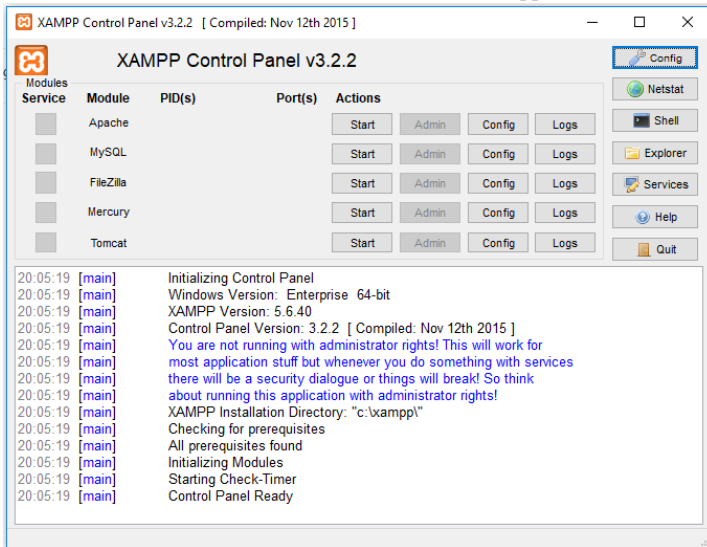 XAMPP Control Panel v3.2.2 [ Compiled: Nov 12th 2015 ]
XAMPP Control Panel v3.2.2
Config
Modules
Service Module PID(s) Port(s) Actions
Netstat
Apache Start Admin Config Logs
Shell
MySQL Start Admin Config Logs
Explorer
FileZilla Start Admin Config Logs
Services
Mercury Start Admin Config Logs
Help
Tomcat Start Admin Config Logs
Quit
20:05:19 [main] Initializing Control Panel
20:05:19 [main] Windows Version: Enterprise 64-bit
20:05:19 [main] XAMPP Version: 5.6.40
20:05:19 [main] Control Panel Version: 3.2.2 [ Compiled: Nov 12th 2015 ]
20:05:19 [main] You are not running with administrator rights! This will work for
20:05:19 [main] most application stuff but whenever you do something with services
20:05:19 [main] there will be a security dialogue or things will break! So think
20:05:19 [main] about running this application with administrator rights!
20:05:19 [main] XAMPP Installation Directory: "c:\xampp\"
20:05:19 [main] Checking for prerequisites
20:05:19 [main] All prerequisites found
20:05:19 [main] Initializing Modules
20:05:19 [main] Starting Check-Timer
20:05:19 [main] Control Panel Ready